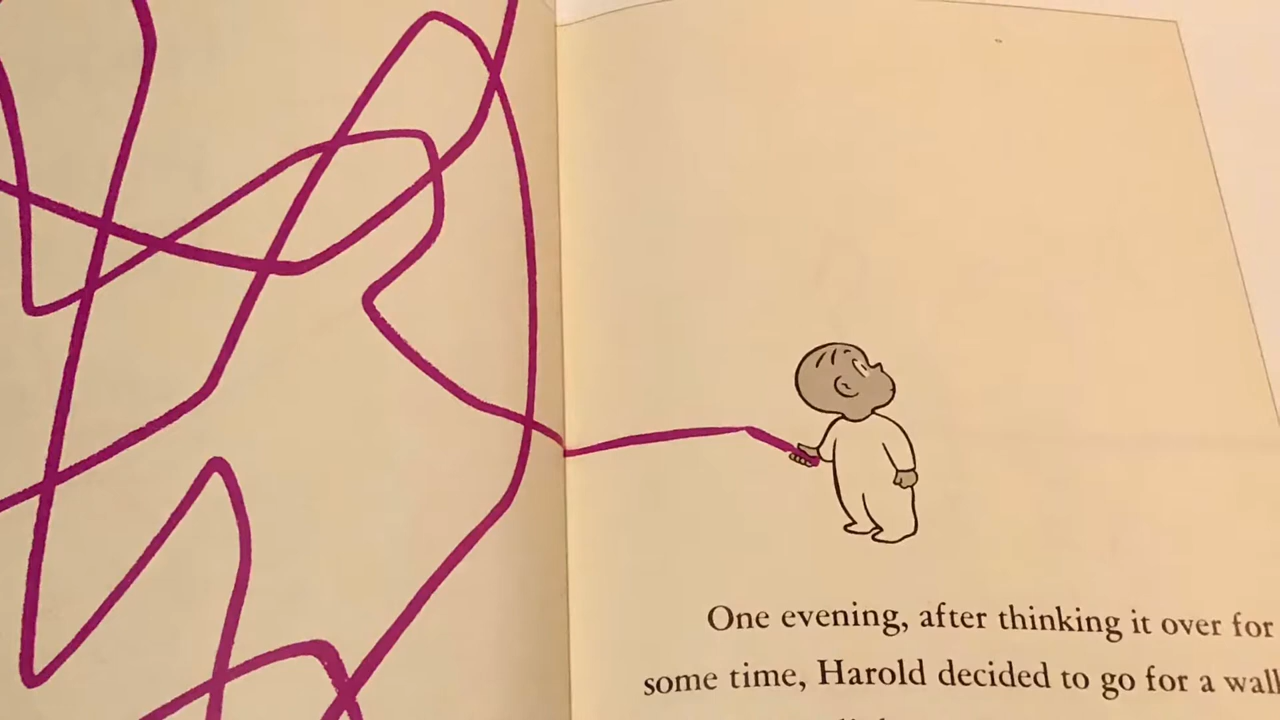 One evening, after thinking it over for
some time, Harold decided to go for a wal